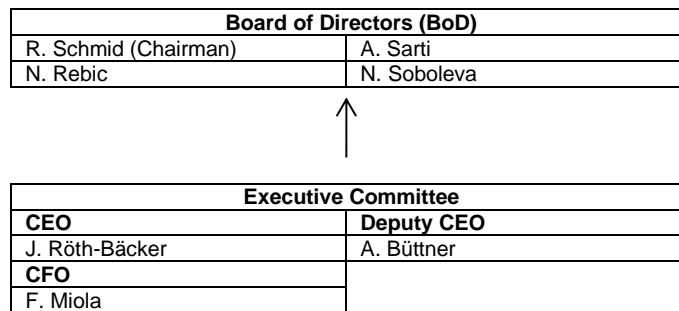 Board of Directors (BoD)
R. Schmid (Chairman) A. Sarti
N. Rebic N. Soboleva
Executive Committee
CEO Deputy CEO
J. Röth-Bäcker A. Büttner
CFO
F. Miola